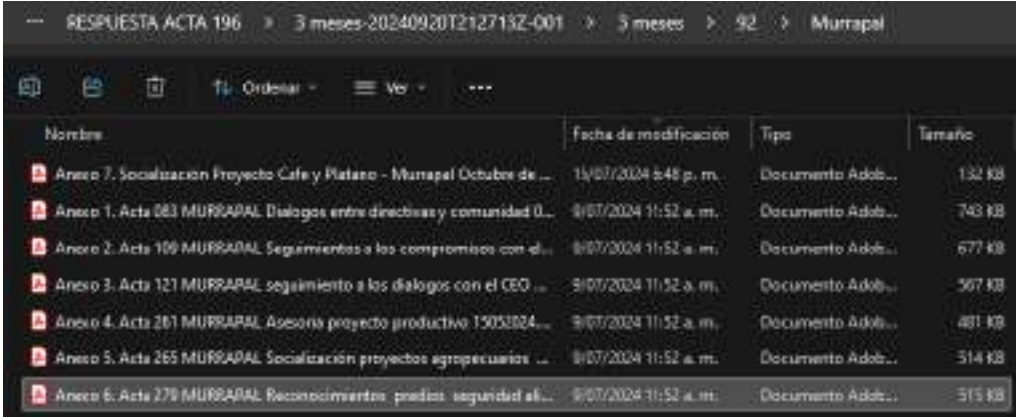 RESPUESTA ACTA 196 > 3 meses-20240920T212713Z-001 > 3 meses > 92 > Murrapal
Ordenar Ver
Nombre Fecha de modificación Tipo Tamaño
Anexo 7. Socialización Proyecto Cafe y Platano - Murrapal Octubre de ... 15/07/2024 6:48 p. m. Documento Adob... 132 KB
Anexo 1. Acta 083 MURRAPAL Dialogos entre directivas y comunidad 0... 9/07/2024 11:52 a. m. Documento Adob... 743 KB
Anexo 2. Acta 109 MURRAPAL Seguimientos a los compromisos con el... 9/07/2024 11:52 a. m. Documento Adob... 677 KB
Anexo 3. Acta 121 MURRAPAL seguimiento a los dialogos con el CEO ... 9/07/2024 11:52 a. m. Documento Adob... 567 KB
Anexo 4. Acta 261 MURRAPAL Asesoria proyecto productivo 15052024... 9/07/2024 11:52 a. m. Documento Adob... 481 KB
Anexo 5. Acta 265 MURRAPAL Socialización proyectos agropecuarios ... 9/07/2024 11:52 a. m. Documento Adob... 514 KB
Anexo 6. Acta 279 MURRAPAL Reconocimientos predios seguridad ali... 9/07/2024 11:52 a. m. Documento Adob... 515 KB